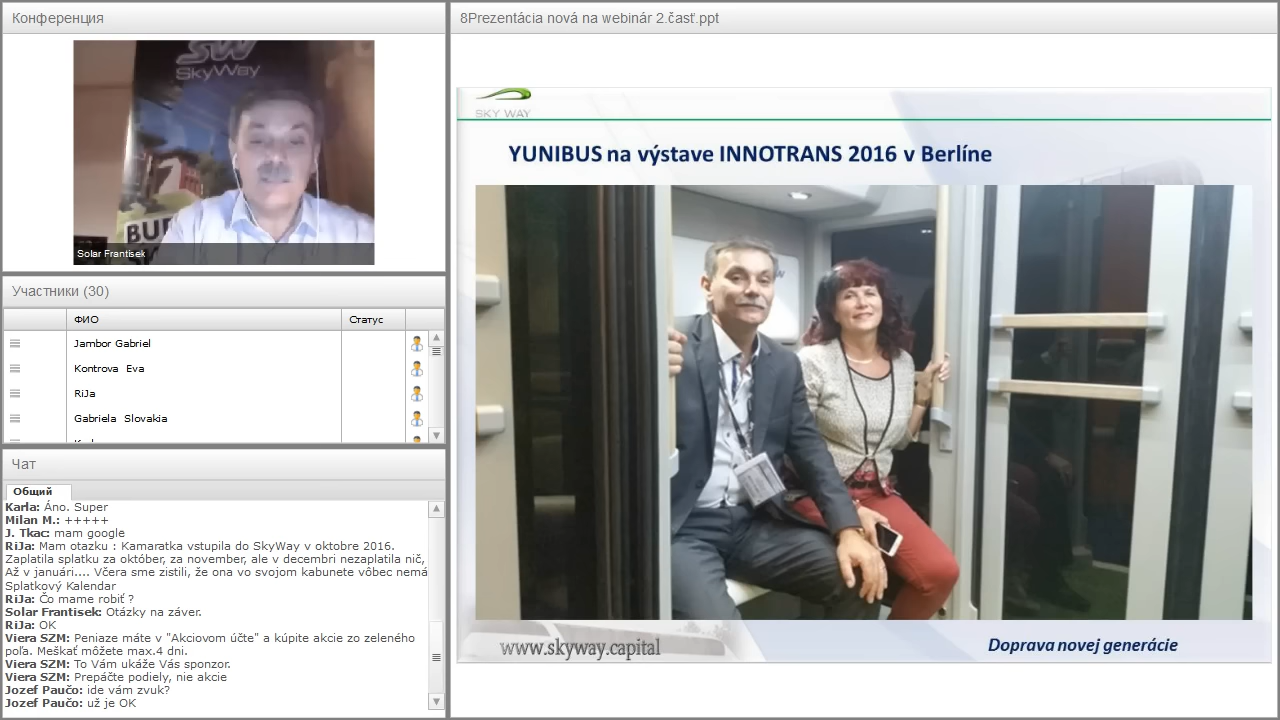 Конференция
SW
SkyWay
BU
Solar Frantisek
Участники (30)
ФИО Статус
Jambor Gabriel
Kontrova Eva
RiJa
Gabriela Slovakia
Чат
Общий
Karla: Áno. Super
Milan M.: +++++
J. Tkac: mam google
RiJa: Mam otazku : Kamaratka vstupila do SkyWay v oktobre 2016.
Zaplatila splatku za október, za november, ale v decembri nezaplatila nič,
Až v januári.... Včera sme zistili, že ona vo svojom kabunete vôbec nemá
Splatkový Kalendar
RiJa: Čo mame robiť ?
Solar Frantisek: Otázky na záver.
RiJa: OK
Viera SZM: Peniaze máte v "Akciovom účte" a kúpite akcie zo zeleného
poľa. Meškať môžete max.4 dni.
Viera SZM: To Vám ukáže Vás sponzor.
Viera SZM: Prepáčte podiely, nie akcie
Jozef Paučo: ide vám zvuk?
Jozef Paučo: už je OK
8Prezentácia nová na webinár 2.časť.ppt
SKY WAY
YUNIBUS na výstave INNOTRANS 2016 v Berlíne
www.skyway.capital
Doprava novej generácie